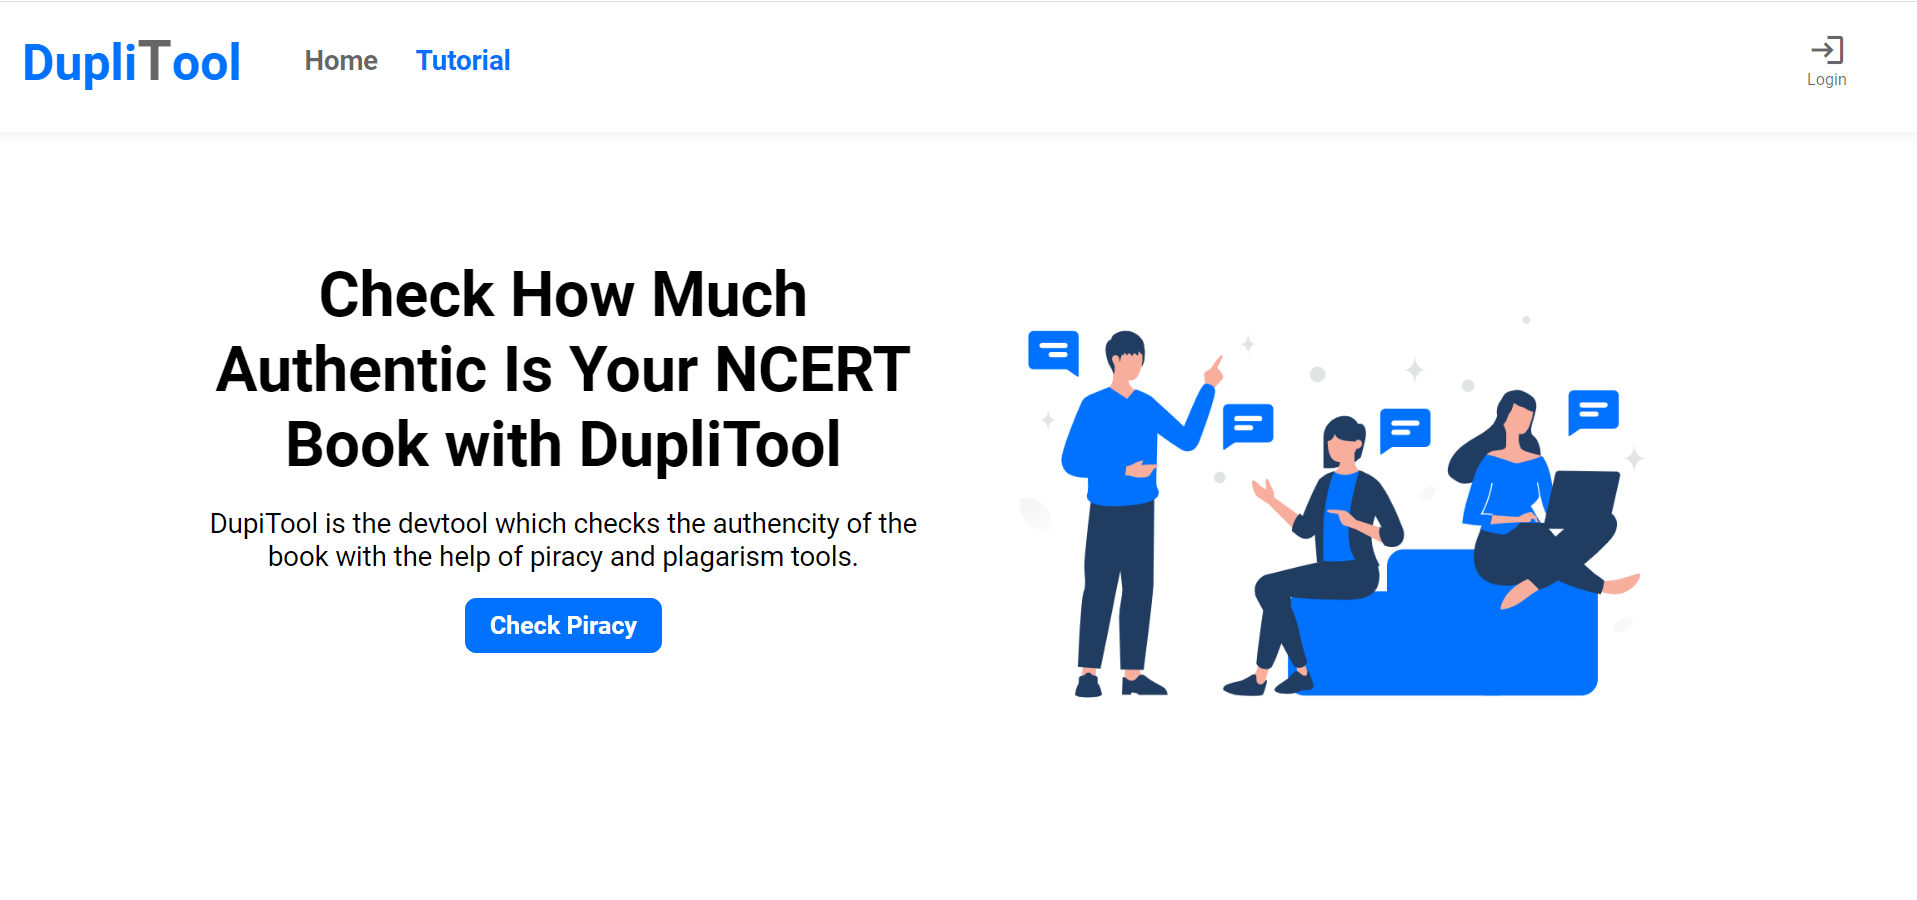 DupliTool
Home
Tutorial
Login
Check How Much
Authentic Is Your NCERT
Book with DupliTool
DupiTool is the devtool which checks the authencity of the
book with the help of piracy and plagarism tools.
Check Piracy